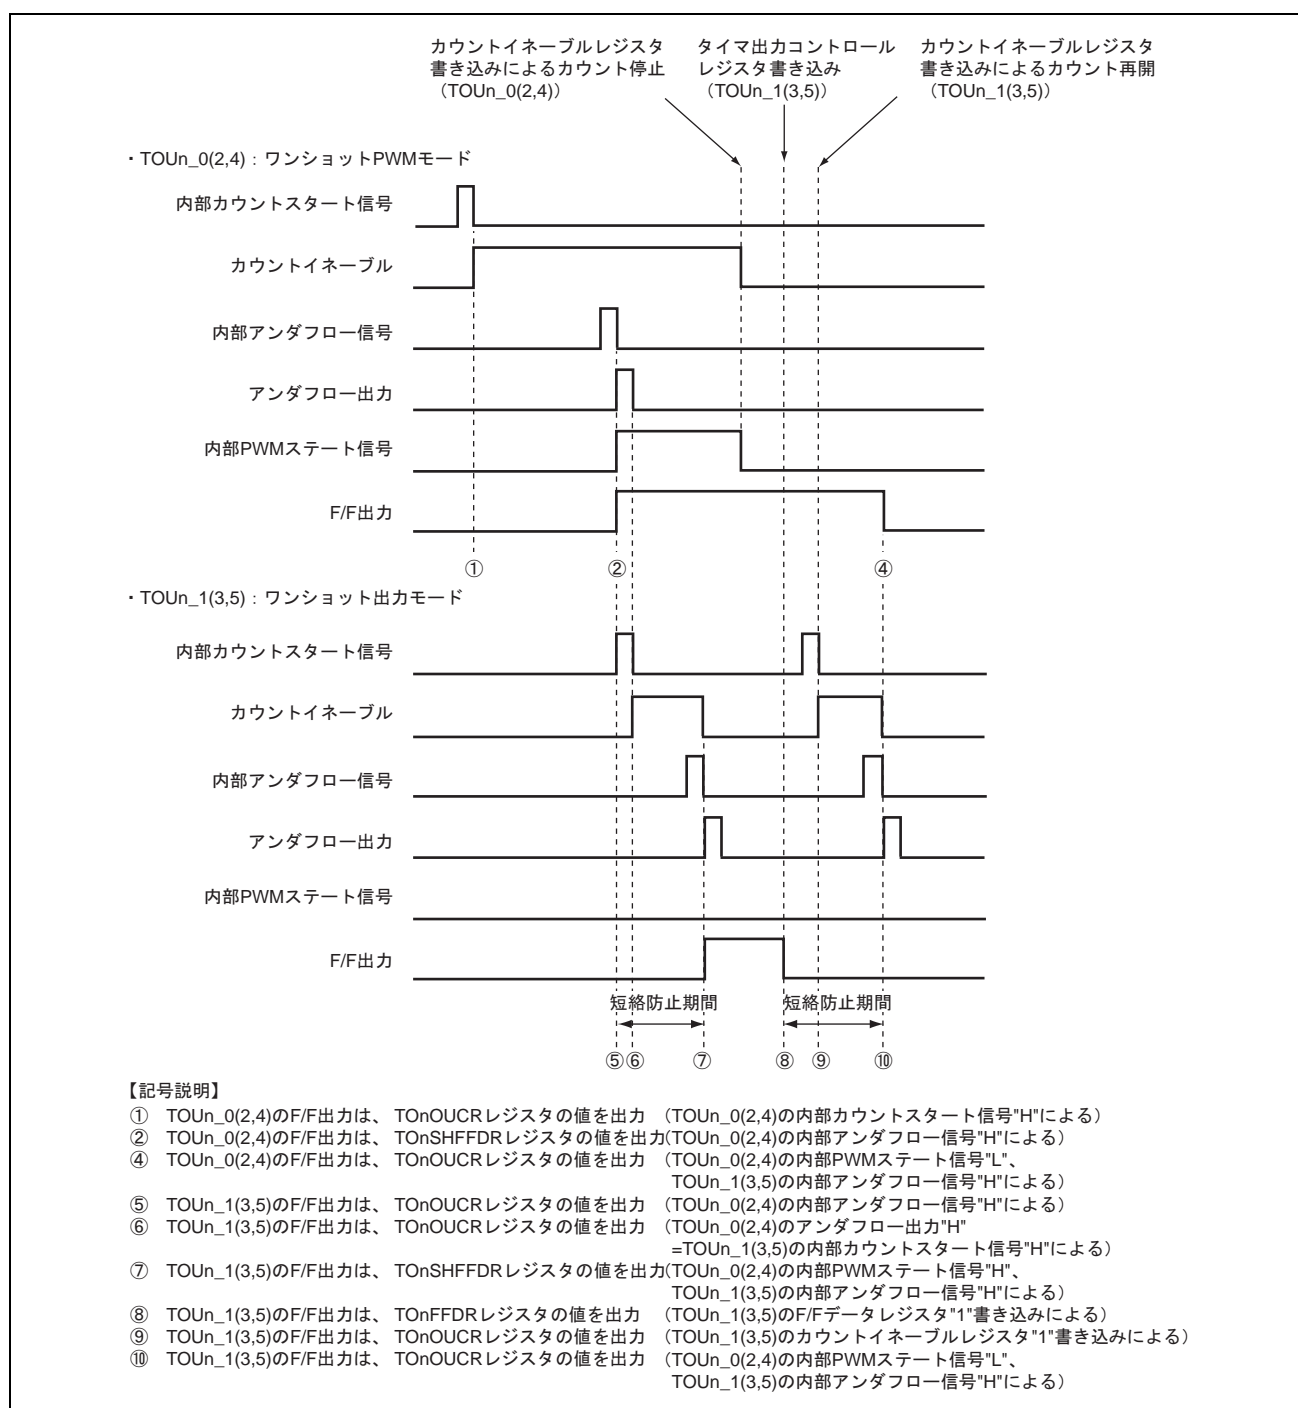 カウントイネーブルレジスタ
書き込みによるカウント停止
（TOUn_0(2,4)）
タイマ出力コントロール
レジスタ書き込み
（TOUn_1(3,5)）
カウントイネーブルレジスタ
書き込みによるカウント再開
（TOUn_1(3,5)）
・TOUn_0(2,4)：ワンショットPWMモード
内部カウントスタート信号
カウントイネーブル
内部アンダフロー信号
アンダフロー出力
内部PWMステート信号
F/F出力
① ② ④
・TOUn_1(3,5)：ワンショット出力モード
内部カウントスタート信号
カウントイネーブル
内部アンダフロー信号
アンダフロー出力
内部PWMステート信号
F/F出力
短絡防止期間 短絡防止期間
⑤ ⑥ ⑦ ⑧ ⑨ ⑩
【記号説明】
① TOUn_0(2,4)のF/F出力は、TOnOUCRレジスタの値を出力 （TOUn_0(2,4)の内部カウントスタート信号"H"による）
② TOUn_0(2,4)のF/F出力は、TOnSHFFDRレジスタの値を出力(TOUn_0(2,4)の内部アンダフロー信号"H"による）
④ TOUn_0(2,4)のF/F出力は、TOnOUCRレジスタの値を出力 （TOUn_0(2,4)の内部PWMステート信号"L"、
TOUn_1(3,5)の内部アンダフロー信号"H"による）
⑤ TOUn_1(3,5)のF/F出力は、TOnOUCRレジスタの値を出力 （TOUn_0(2,4)の内部アンダフロー信号"H"による）
⑥ TOUn_1(3,5)のF/F出力は、TOnOUCRレジスタの値を出力 （TOUn_0(2,4)のアンダフロー出力"H"
=TOUn_1(3,5)の内部カウントスタート信号"H"による）
⑦ TOUn_1(3,5)のF/F出力は、TOnSHFFDRレジスタの値を出力(TOUn_0(2,4)の内部PWMステート信号"H"、
TOUn_1(3,5)の内部アンダフロー信号"H"による）
⑧ TOUn_1(3,5)のF/F出力は、TOnFFDRレジスタの値を出力 （TOUn_1(3,5)のF/Fデータレジスタ"1"書き込みによる）
⑨ TOUn_1(3,5)のF/F出力は、TOnOUCRレジスタの値を出力 （TOUn_1(3,5)のカウントイネーブルレジスタ"1"書き込みによる）
⑩ TOUn_1(3,5)のF/F出力は、TOnOUCRレジスタの値を出力 （TOUn_0(2,4)の内部PWMステート信号"L"、
TOUn_1(3,5)の内部アンダフロー信号"H"による）